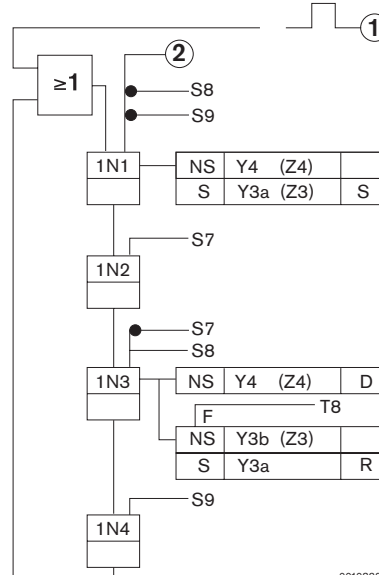 1
2
≥1
S8
S9
1N1 NS Y4 (Z4)
S Y3a (Z3) S
S7
1N2
S7
S8
1N3 NS Y4 (Z4) D
T8
F
NS Y3b (Z3)
S Y3a R
S9
1N4